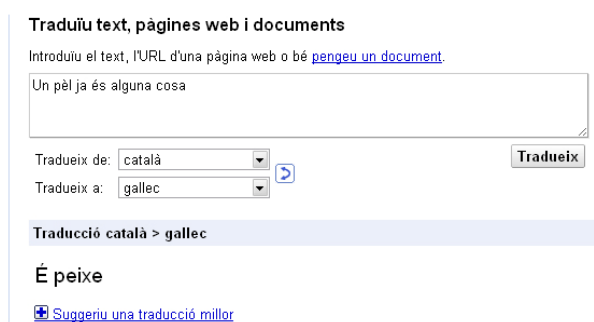 Traduïu text, pàgines web i documents
Introduïu el text, l'URL d'una pàgina web o bé pengeu un document.
Un pèl ja és alguna cosa
Tradueix de: català
Tradueix
Tradueix a: gallec
Traducció català > gallec
É peixe
Suggeriu una traducció millor